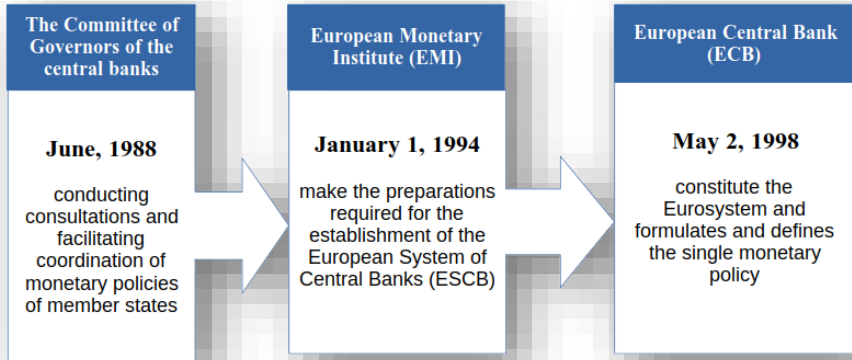 The Committee of
Governors of the
central banks
June, 1988
conducting
consultations and
facilitating
coordination of
monetary policies
of member states
European Monetary
Institute (EMI)
January 1, 1994
make the preparations
required for the
establishment of the
European System of
Central Banks (ESCB)
European Central Bank
(ECB)
May 2, 1998
constitute the
Eurosystem and
formulates and defines
the single monetary
policy